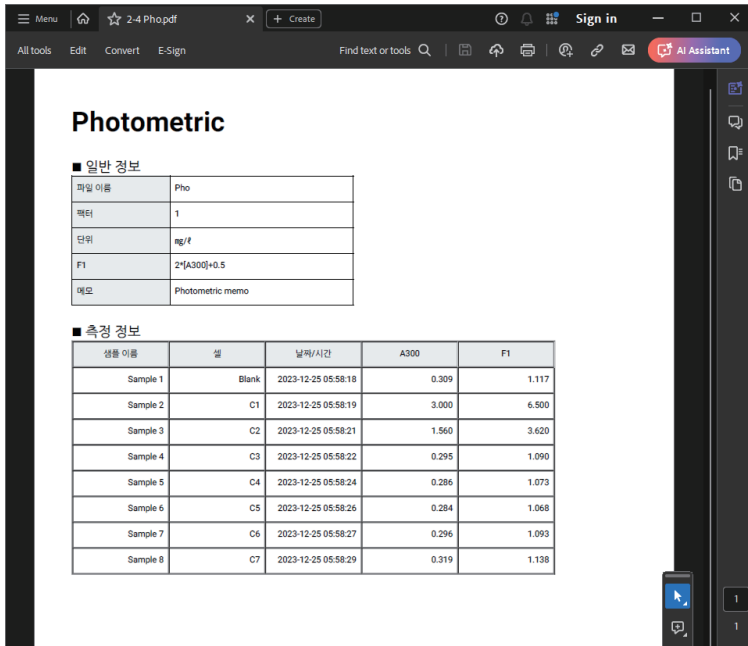 Menu 2-4 Pho.pdf × + Create Sign in
All tools Edit Convert E-Sign Find text or tools AI Assistant
Photometric
■ 일반 정보
파일 이름 Pho
팩터 1
단위 ㎎/ℓ
F1 2*[A300]+0.5
메모 Photometric memo
■ 측정 정보
샘플 이름 셀 날짜/시간 A300 F1
Sample 1 Blank 2023-12-25 05:58:18 0.309 1.117
Sample 2 C1 2023-12-25 05:58:19 3.000 6.500
Sample 3 C2 2023-12-25 05:58:21 1.560 3.620
Sample 4 C3 2023-12-25 05:58:22 0.295 1.090
Sample 5 C4 2023-12-25 05:58:24 0.286 1.073
Sample 6 C5 2023-12-25 05:58:26 0.284 1.068
Sample 7 C6 2023-12-25 05:58:27 0.296 1.093
Sample 8 C7 2023-12-25 05:58:29 0.319 1.138
1
1